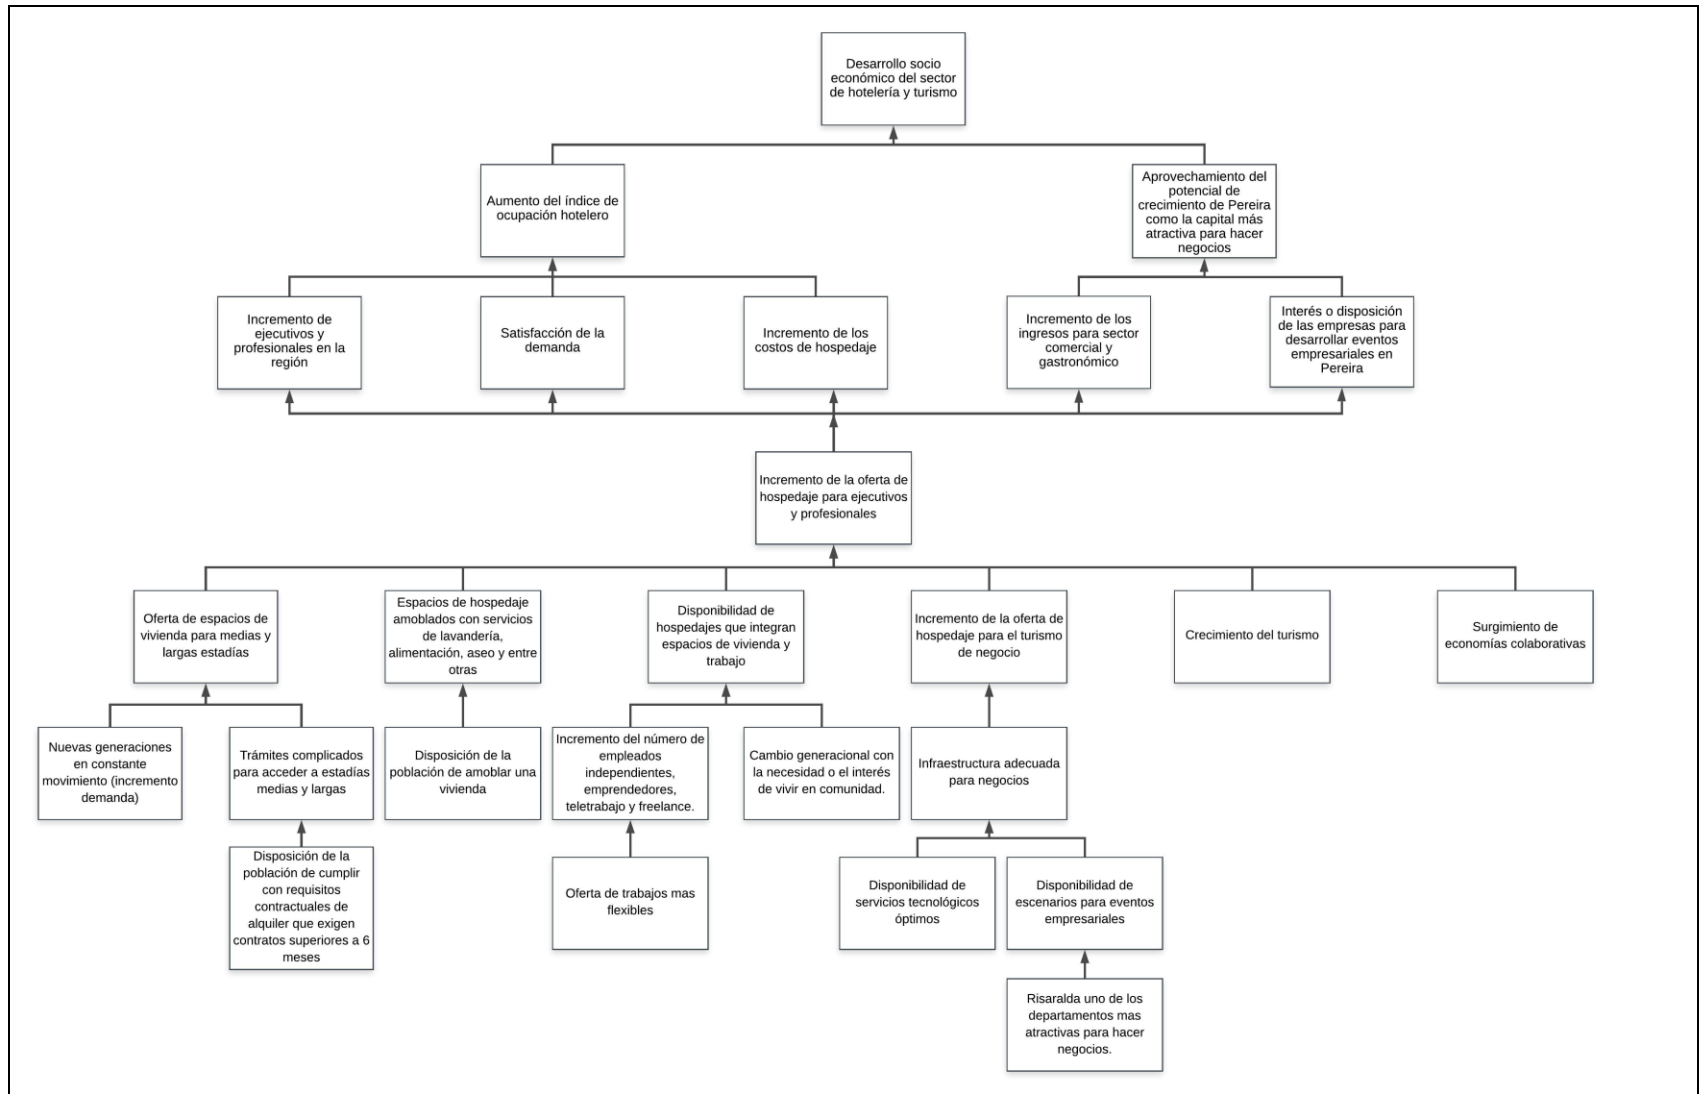 Desarrollo socio
económico del sector
de hotelería y turismo
Aumento del índice de
ocupación hotelero
Aprovechamiento del
potencial de
crecimiento de Pereira
como la capital más
atractiva para hacer
negocios
Incremento de
ejecutivos y
profesionales en la
región
Satisfacción de la
demanda
Incremento de los
costos de hospedaje
Incremento de los
ingresos para sector
comercial y
gastronómico
Interés o disposición
de las empresas para
desarrollar eventos
empresariales en
Pereira
Incremento de la oferta de
hospedaje para ejecutivos
y profesionales
Oferta de espacios de
vivienda para medias y
largas estadías
Espacios de hospedaje
amoblados con servicios
de lavandería,
alimentación, aseo y entre
otras
Disponibilidad de
hospedajes que integran
espacios de vivienda y
trabajo
Incremento de la oferta de
hospedaje para el turismo
de negocio
Crecimiento del turismo
Surgimiento de
economías colaborativas
Nuevas generaciones
en constante
movimiento (incremento
demanda)
Trámites complicados
para acceder a estadías
medias y largas
Disposición de la
población de amoblar una
vivienda
Incremento del número de
empleados
independientes,
emprendedores,
teletrabajo y freelance.
Cambio generacional con
la necesidad o el interés
de vivir en comunidad.
Infraestructura adecuada
para negocios
Disposición de la
población de cumplir
con requisitos
contractuales de
alquiler que exigen
contratos superiores a 6
meses
Oferta de trabajos mas
flexibles
Disponibilidad de
servicios tecnológicos
óptimos
Disponibilidad de
escenarios para eventos
empresariales
Risaralda uno de los
departamentos mas
atractivas para hacer
negocios.